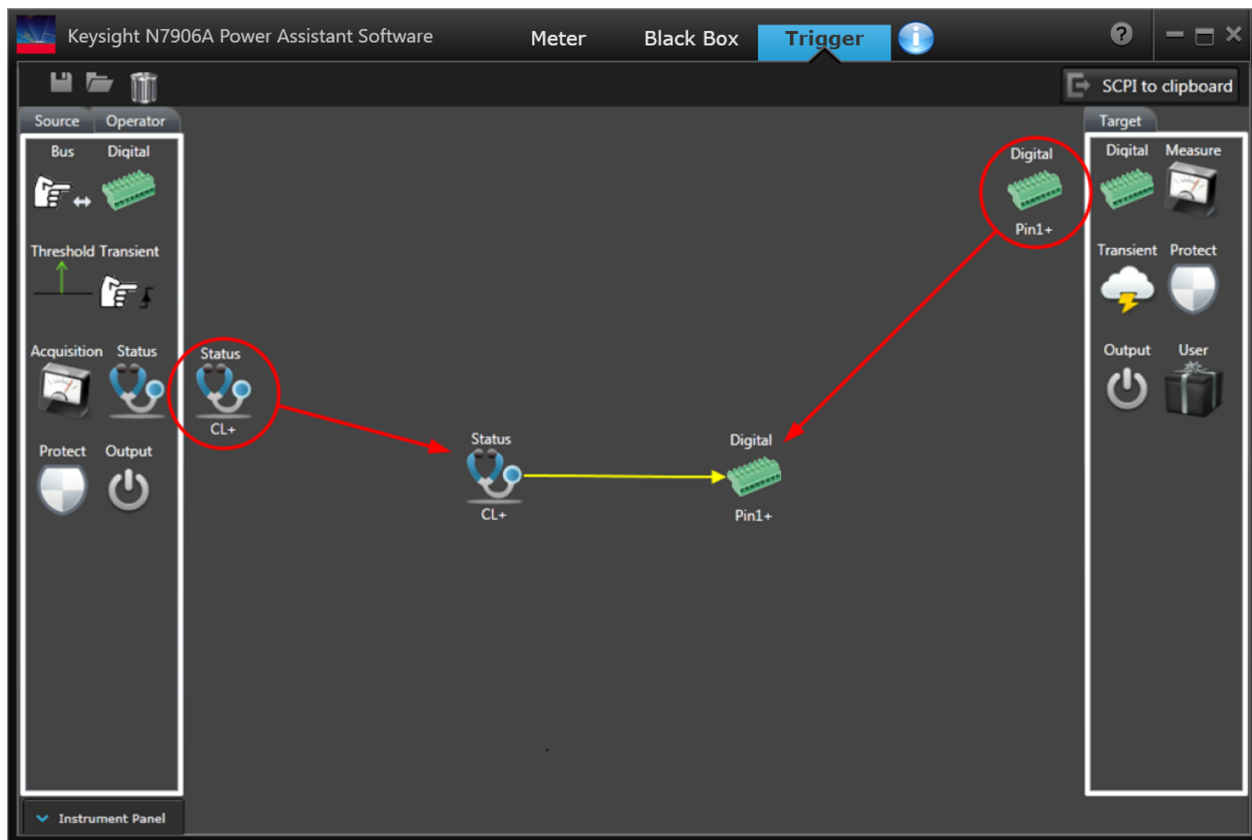 Keysight N7906A Power Assistant Software
Meter
Black Box
Trigger
i
?
SCPI to clipboard
Source
Operator
Target
Bus
Digital
Threshold
Transient
Acquisition
Status
Protect
Output
Status
CL+
Status
CL+
Digital
Pin1+
Digital
Pin1+
Digital
Measure
Transient
Protect
Output
User
Instrument Panel